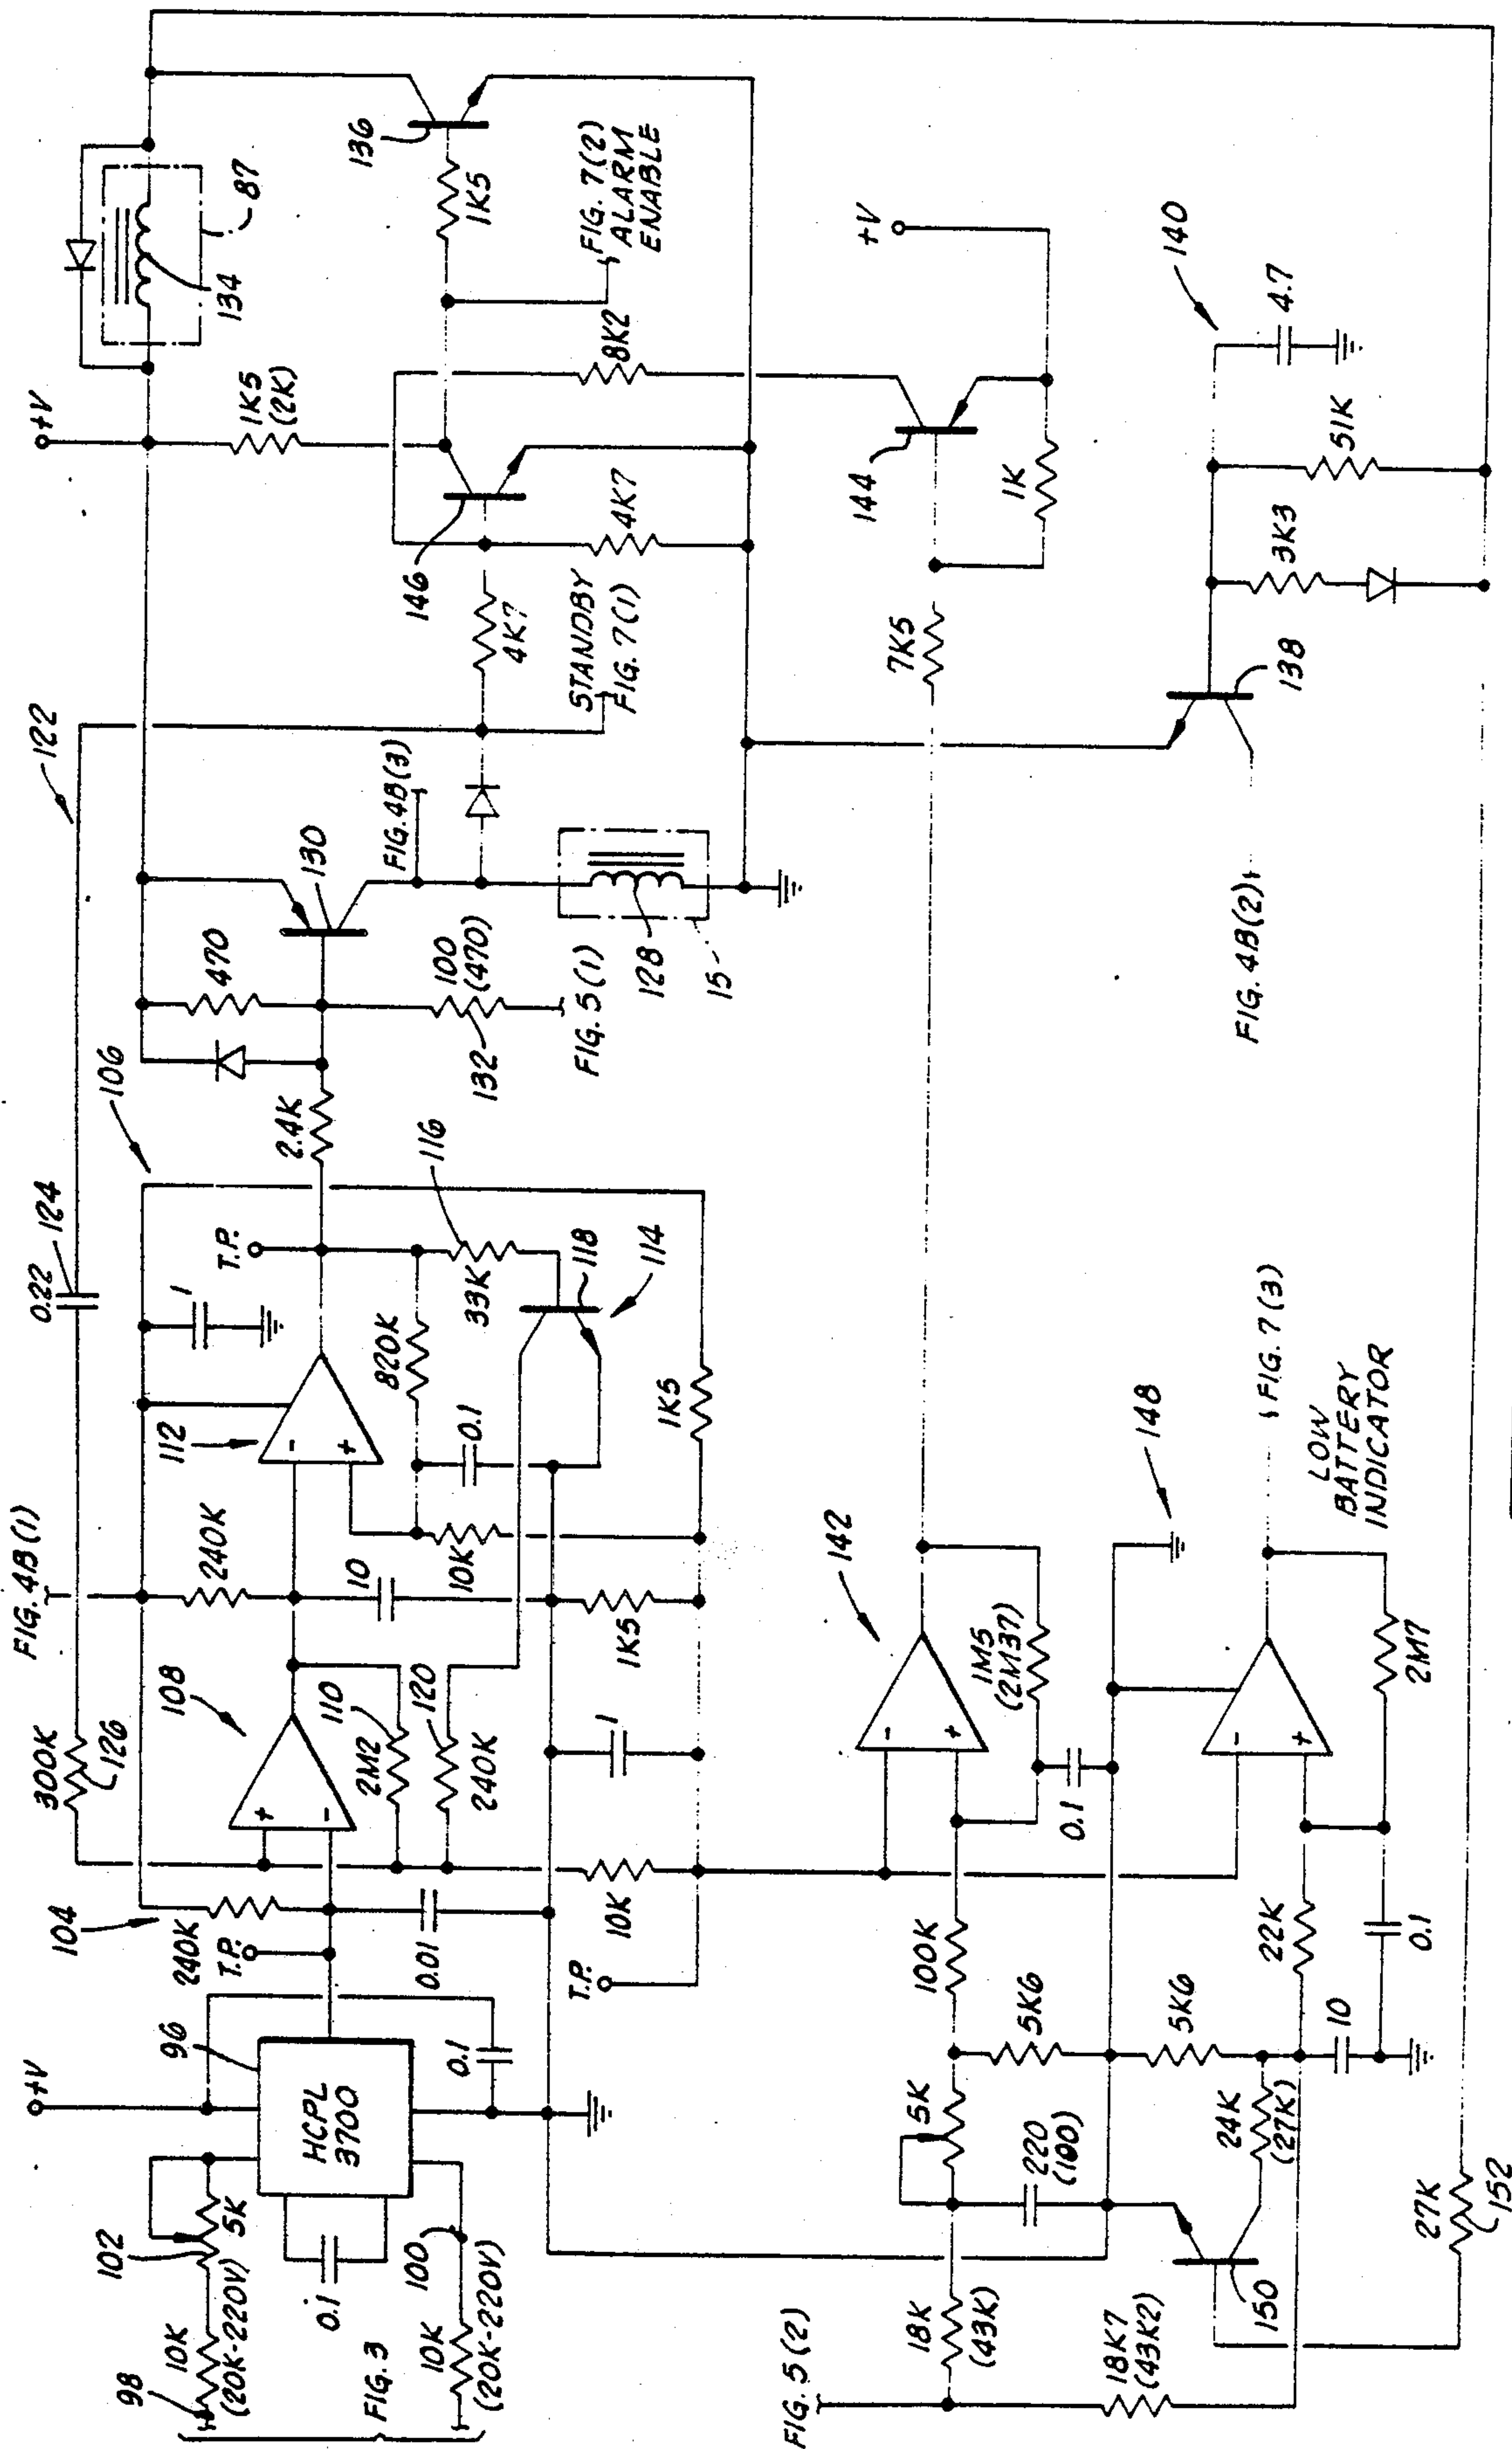 FIG. 4B(1)
122
+V
87
134
0.22
124
106
300K
126
104
240K
T.P.
108
240K
112
1
T.P.
2.4K
470
130
1K5
(2K)
136
1K5
FIG. 7(2)
ALARM
ENABLE
+V
98
10K
(20K-220V)
102
5K
96
HCPL
3700
0.1
FIG. 3
10K
(20K-220V)
100
0.1
0.01
110
2M2
120
240K
10
10K
0.1
820K
116
33K
118
114
132
100
(470)
FIG. 5(1)
FIG. 4B(3)
128
15
146
4K7
STANDBY
FIG. 7(1)
4K7
8K2
T.P.
10K
1
1K5
1K5
142
7K5
144
1K
+V
100K
1M5
(2M37)
0.1
148
5K
5K6
220
(100)
5K6
FIG. 5(2)
18K
(43K)
18K7
(43K2)
150
24K
(27K)
10
22K
0.1
2M7
FIG. 7(3)
LOW
BATTERY
INDICATOR
FIG. 4B(2)
138
3K3
51K
140
4.7
27K
152